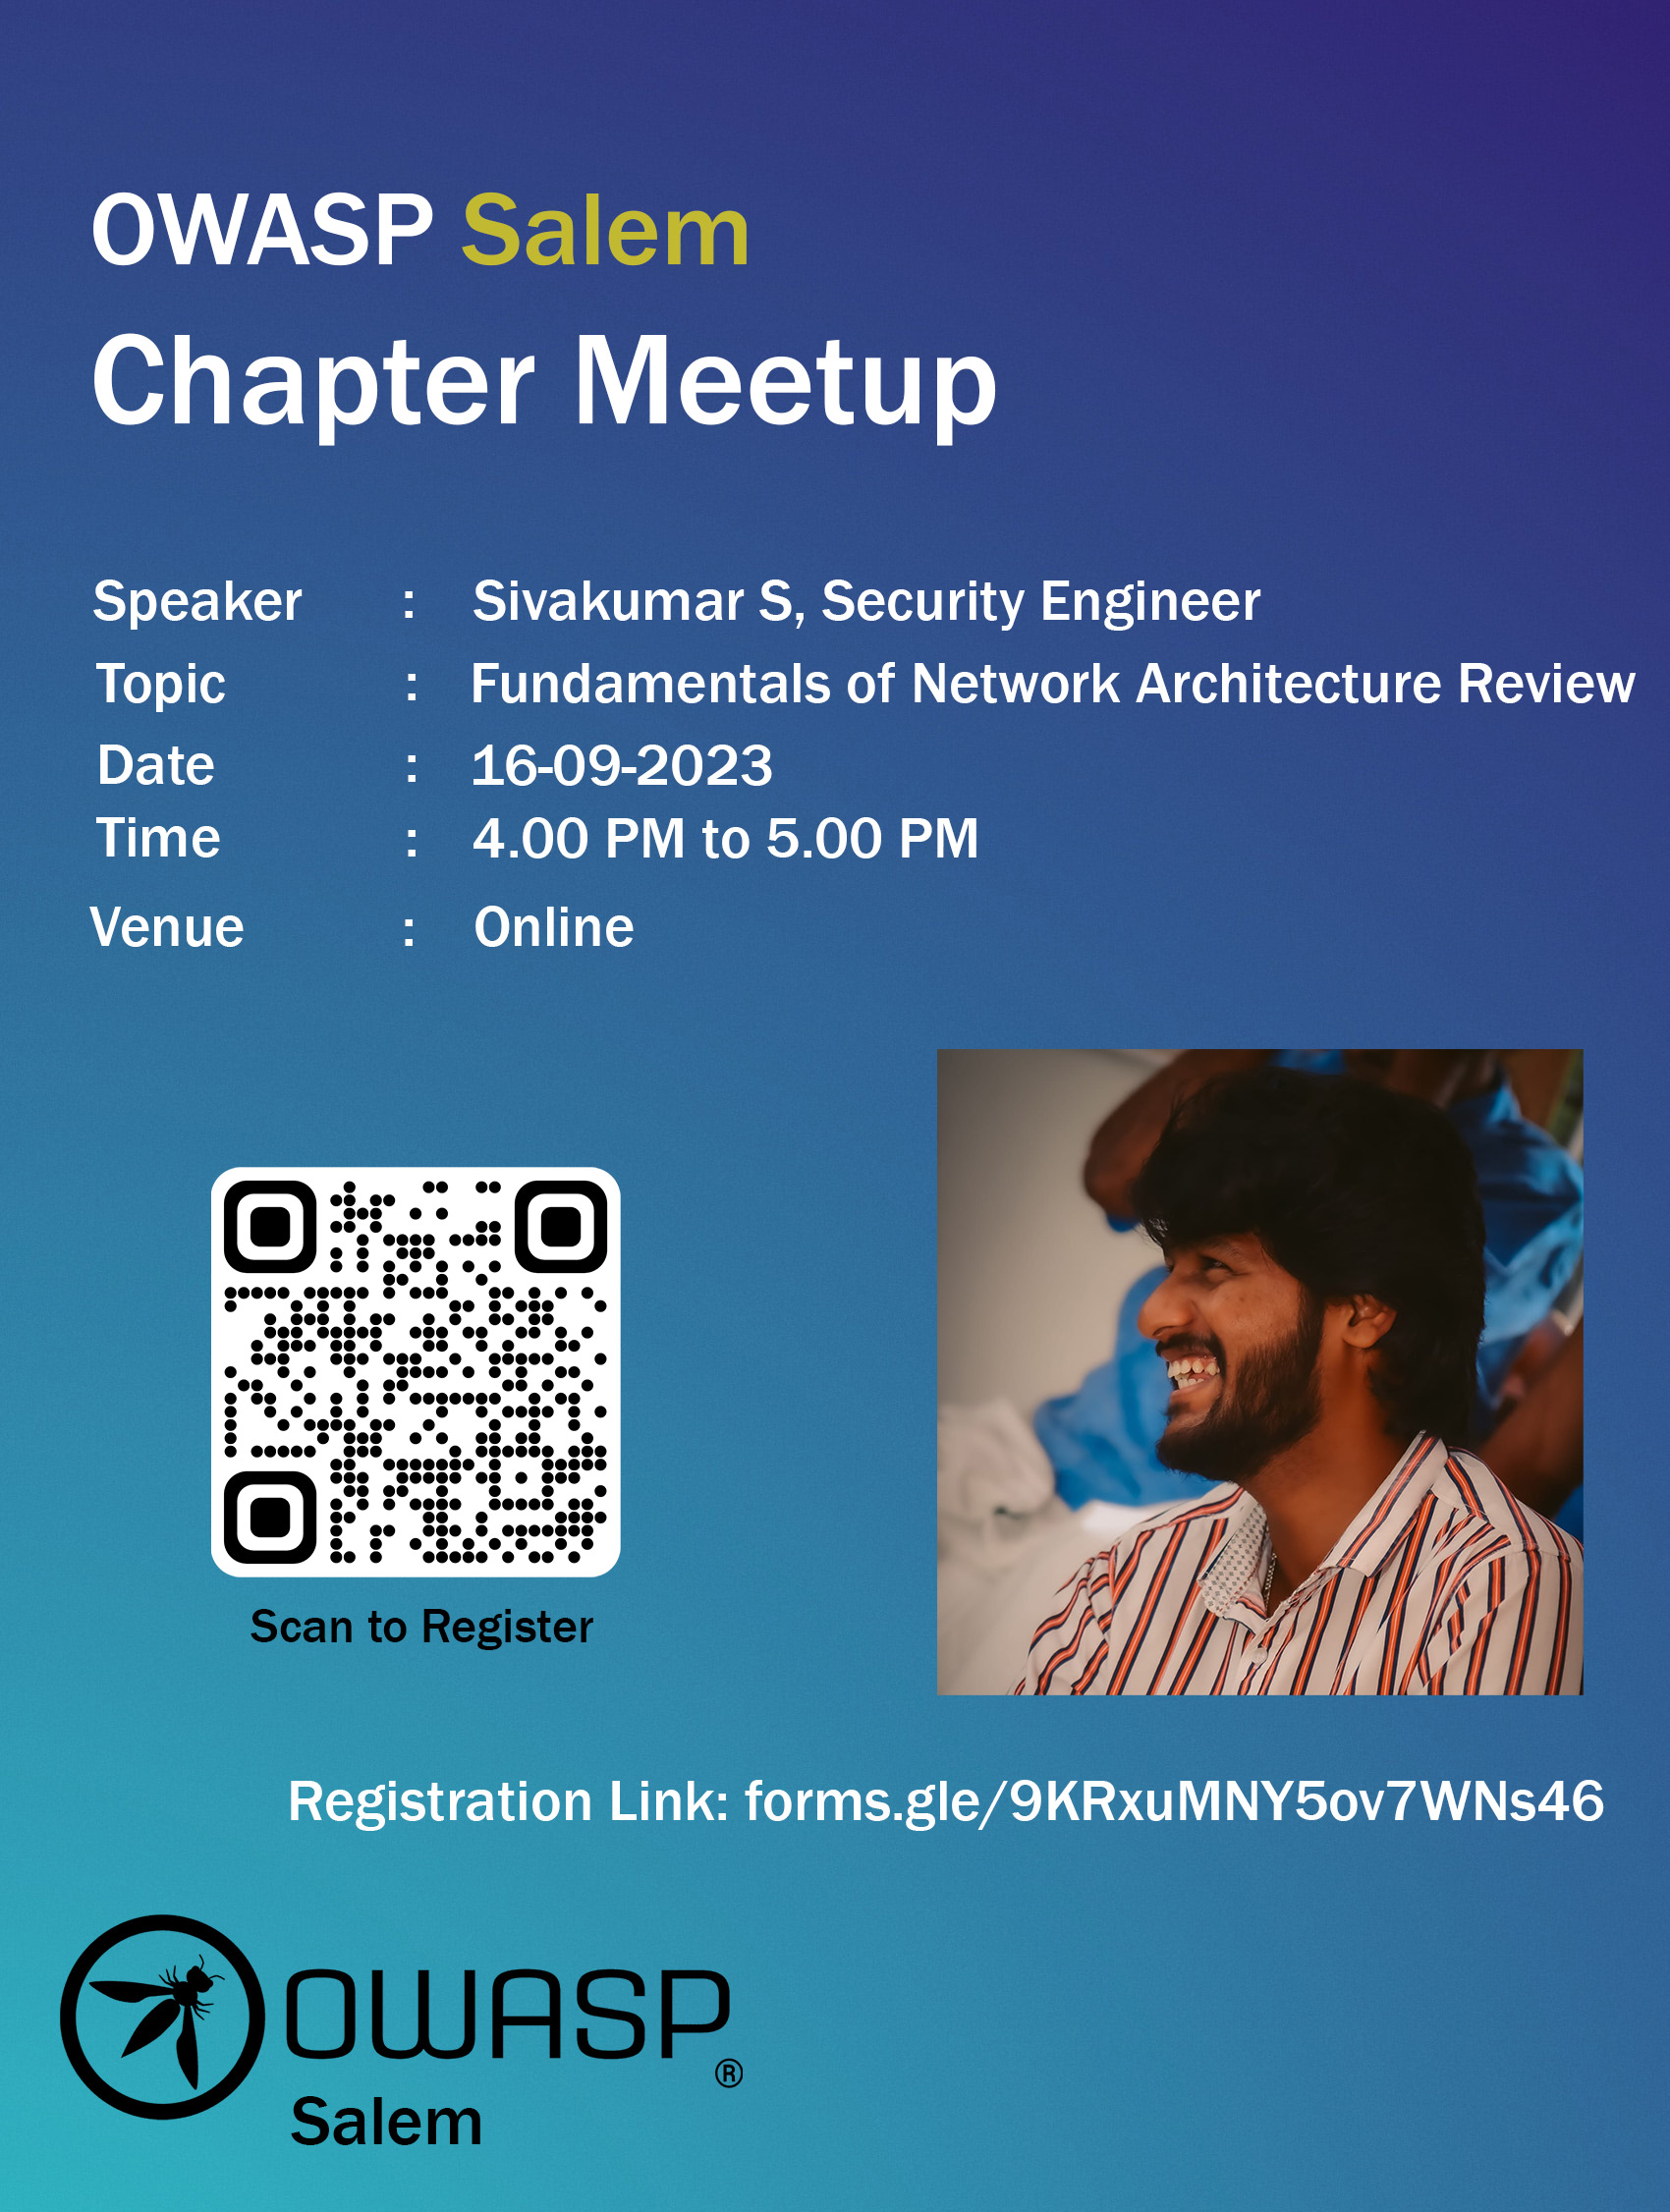 OWASP Salem
Chapter Meetup
Speaker : Sivakumar S, Security Engineer
Topic : Fundamentals of Network Architecture Review
Date : 16-09-2023
Time : 4.00 PM to 5.00 PM
Venue : Online
Scan to Register
Registration Link: forms.gle/9KRxuMNY5ov7WNs46
OWASP®
Salem